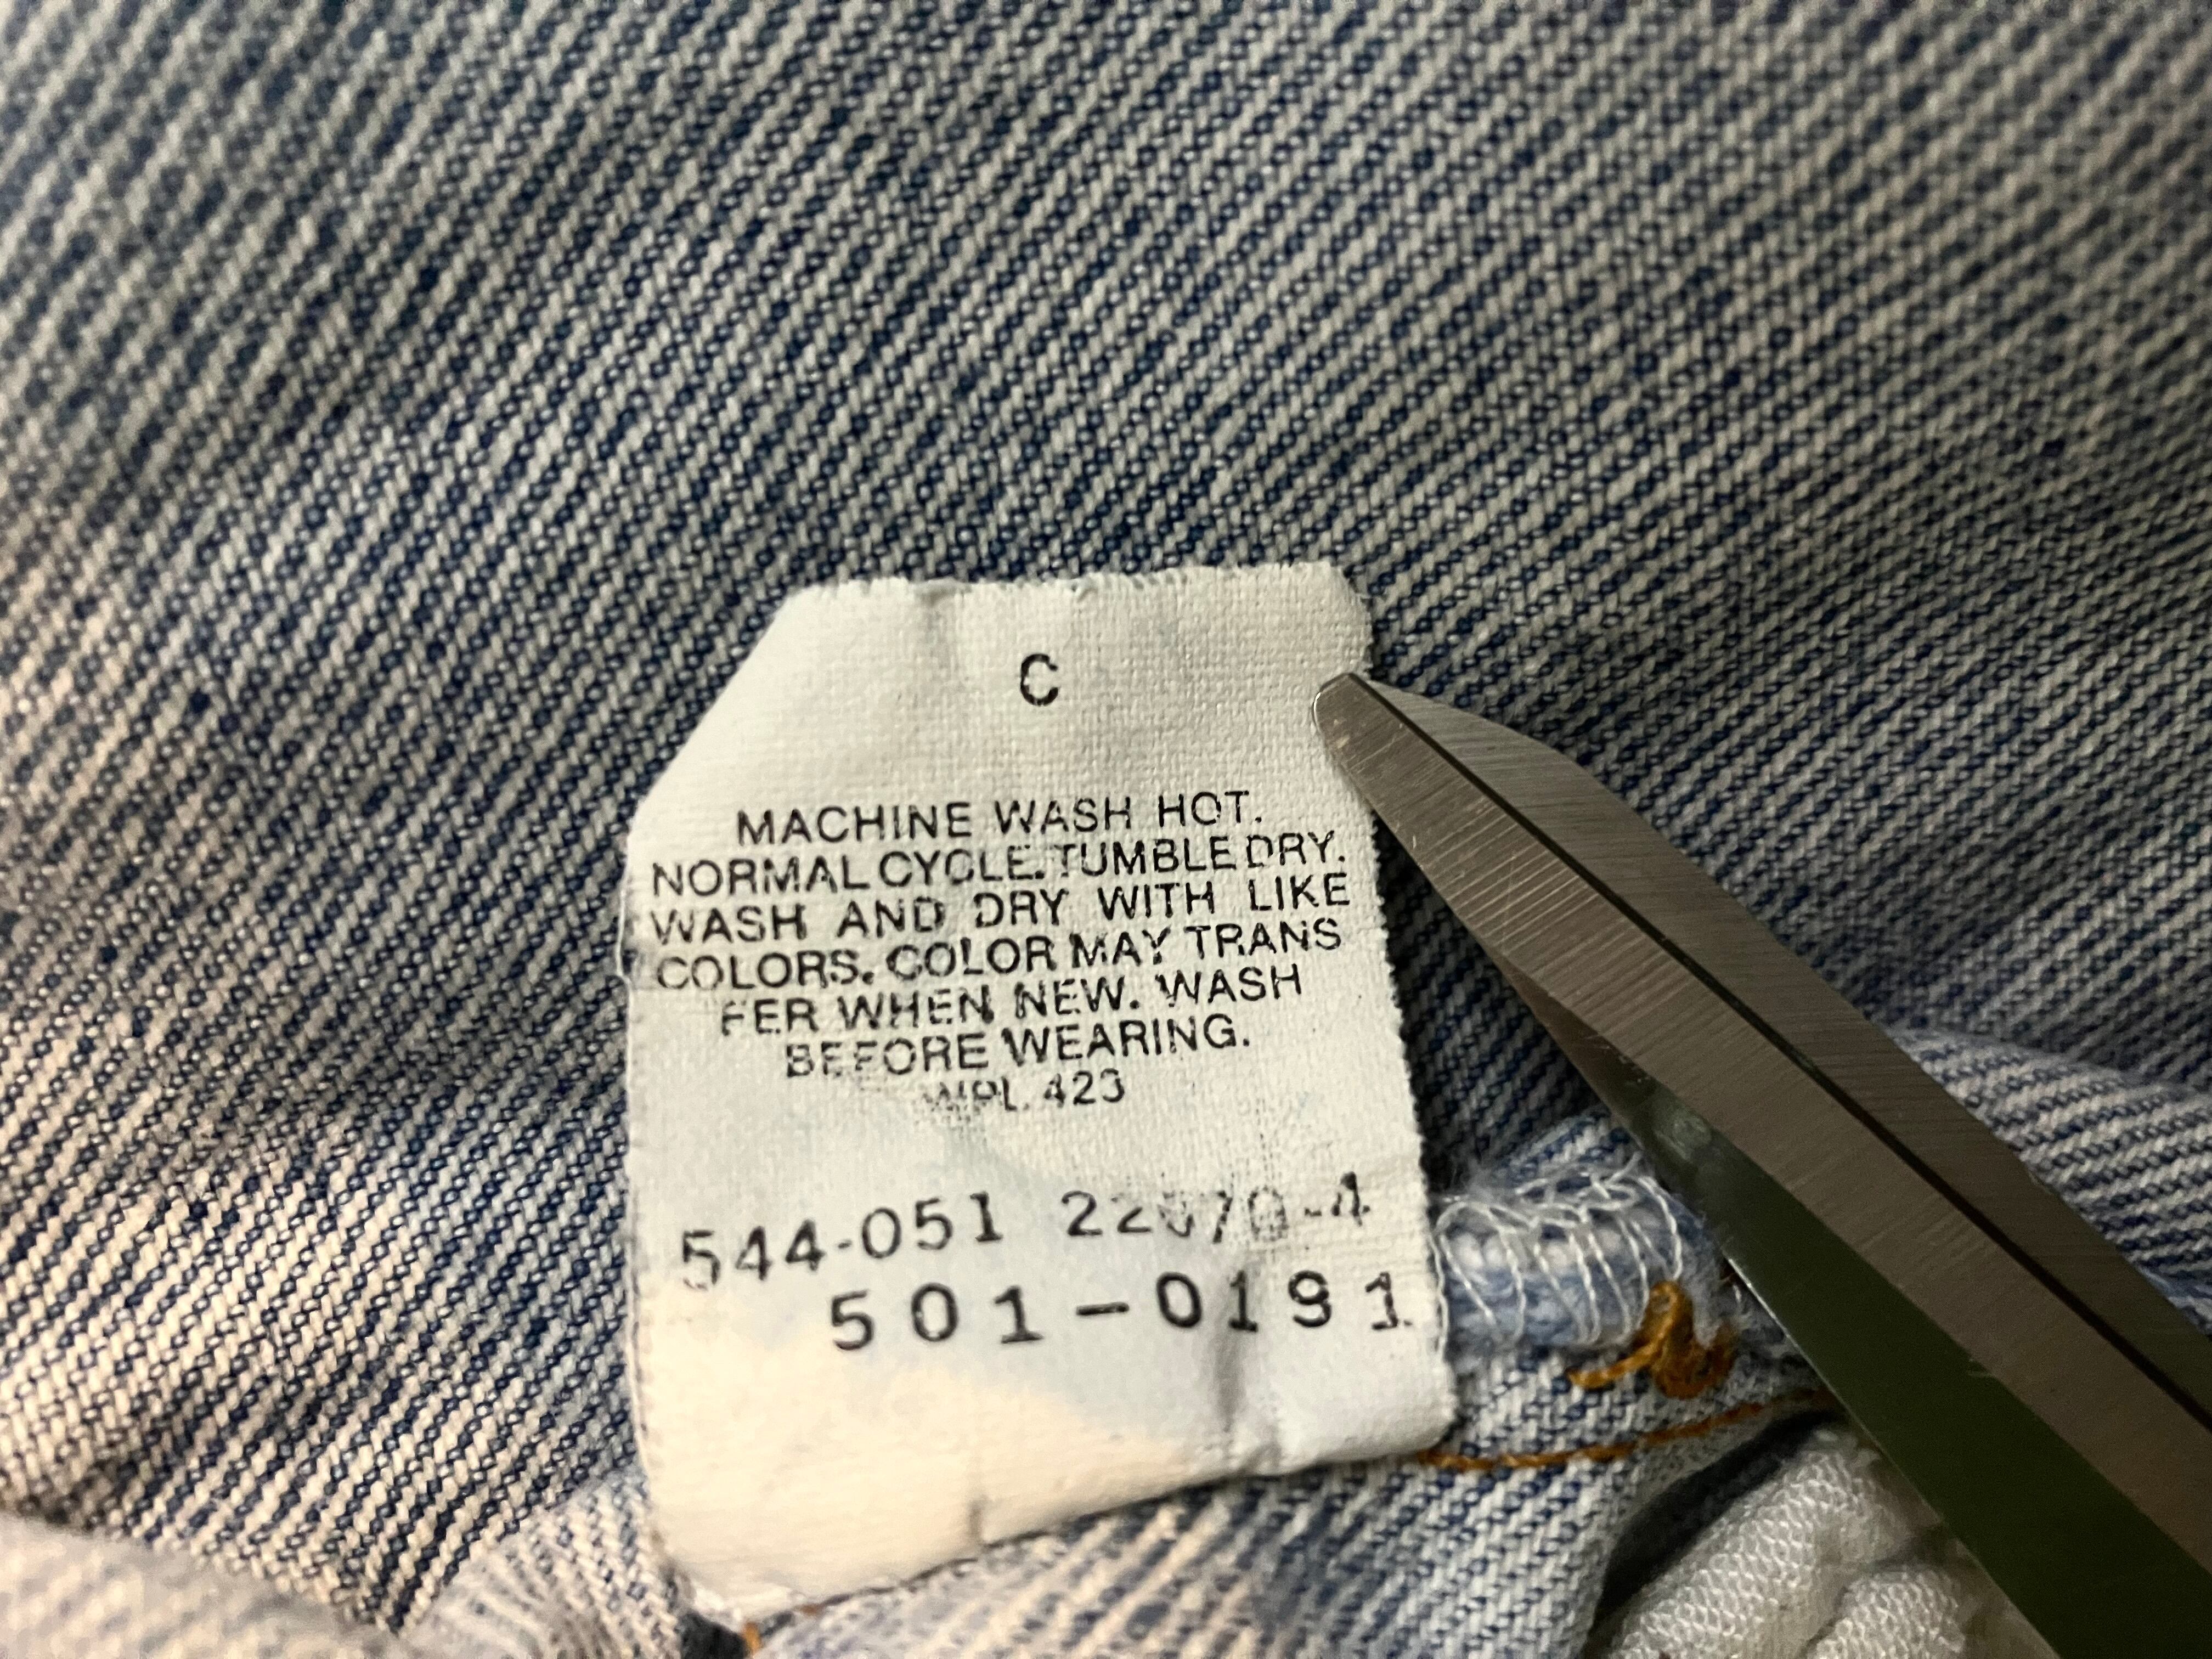 C
MACHINE WASH HOT.
NORMAL CYCLE. TUMBLE DRY.
WASH AND DRY WITH LIKE
COLORS. COLOR MAY TRANS
FER WHEN NEW. WASH
BEFORE WEARING.
WPL 423
544-051
501-0191